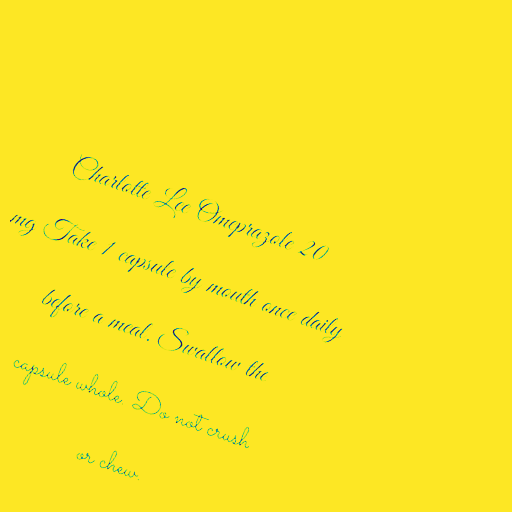 Charlotte Lee Omeprazole 20
mg Take 1 capsule by mouth once daily
before a meal. Swallow the
capsule whole. Do not crush
or chew.